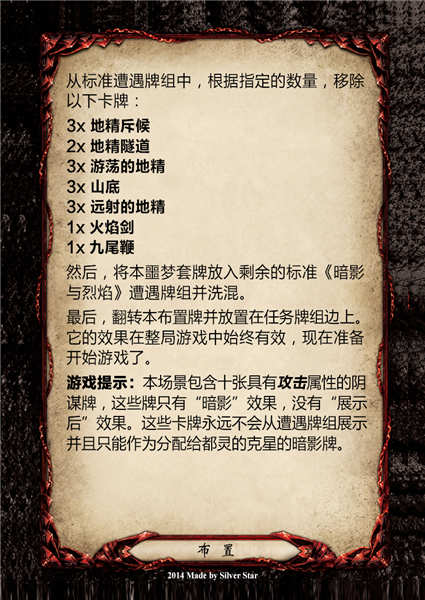 从标准遭遇牌组中，根据指定的数量，移除
以下卡牌：
3x 地精斥候
2x 地精隧道
3x 游荡的地精
3x 山底
3x 远射的地精
1x 火焰剑
1x 九尾鞭
然后，将本噩梦套牌放入剩余的标准《暗影
与烈焰》遭遇牌组并洗混。
最后，翻转本布置牌并放置在任务牌组边上。
它的效果在整局游戏中始终有效，现在准备
开始游戏了。
游戏提示：本场景包含十张具有攻击属性的阴
谋牌，这些牌只有“暗影”效果，没有“展示
后”效果。这些卡牌永远不会从遭遇牌组展示
并且只能作为分配给都灵的克星的暗影牌。
布 置
2014 Made by Silver Star